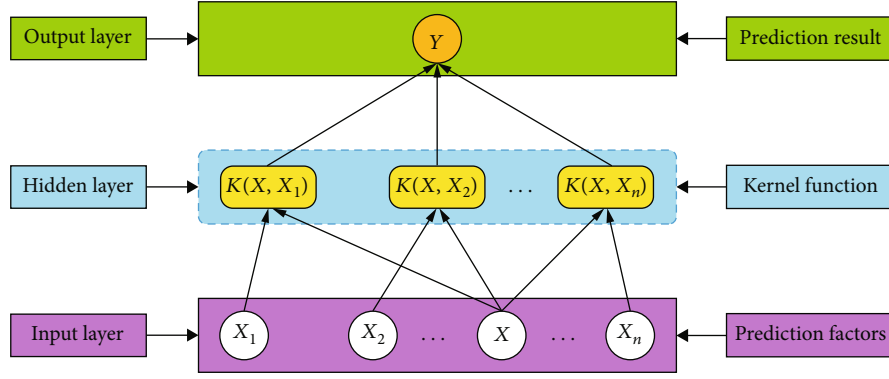 Output layer
Y
Prediction result
Hidden layer
K(X, X₁)
K(X, X₂)
...
K(X, Xₙ)
Kernel function
Input layer
X₁
X₂
...
X
...
Xₙ
Prediction factors